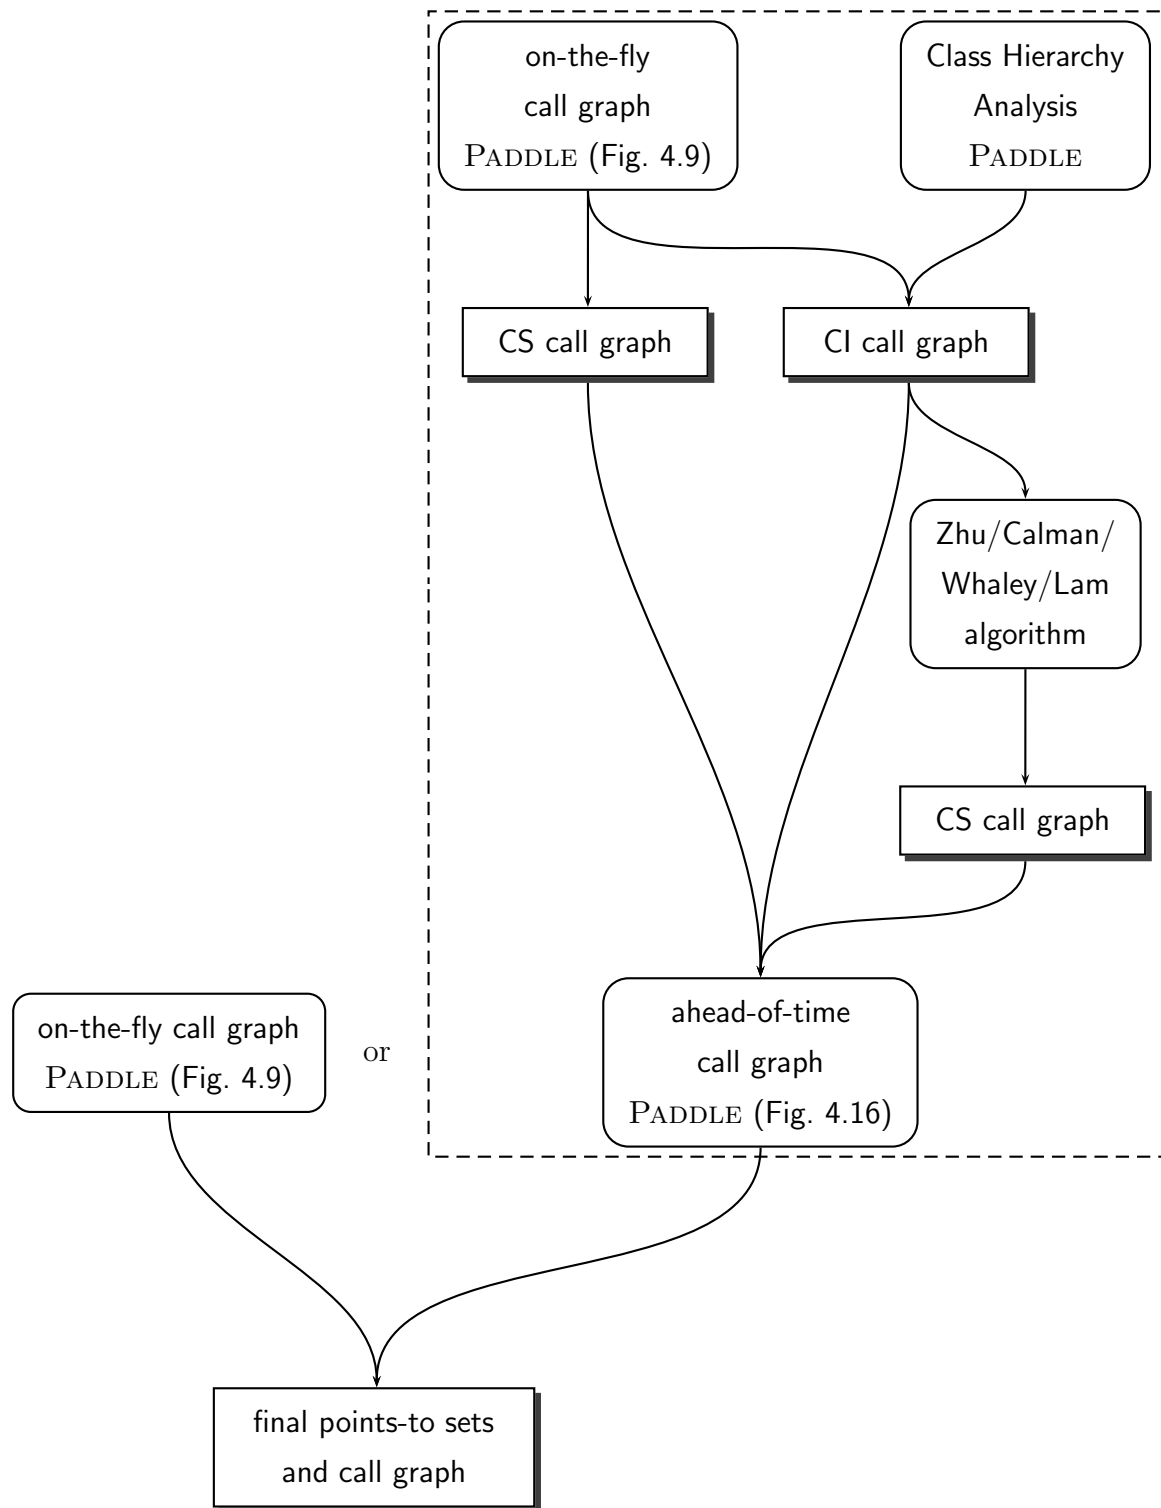 on-the-fly
call graph
PADDLE (Fig. 4.9)
Class Hierarchy
Analysis
PADDLE
CS call graph
CI call graph
Zhu/Calman/
Whaley/Lam
algorithm
CS call graph
ahead-of-time
call graph
PADDLE (Fig. 4.16)
on-the-fly call graph
PADDLE (Fig. 4.9)
or
final points-to sets
and call graph